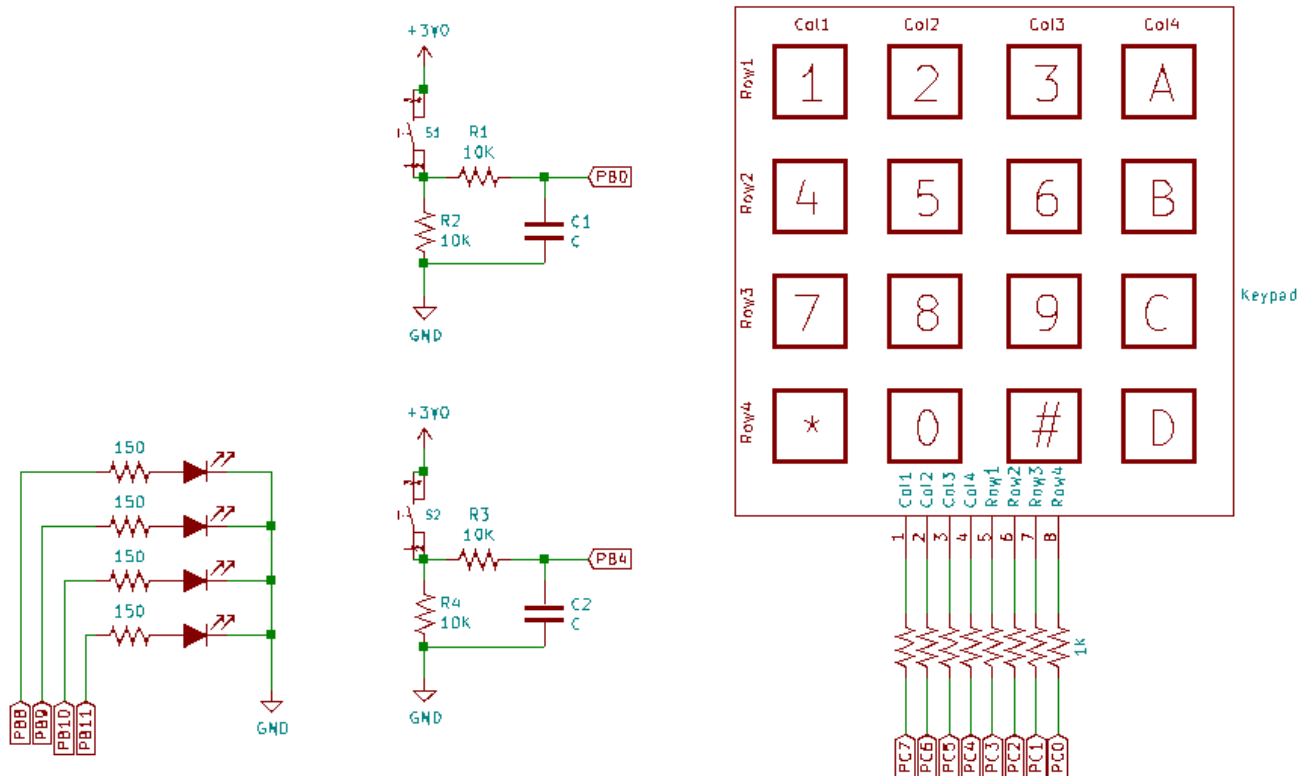 +3V0
S1
R1
10K
PB0
R2
10K
C1
C
GND
+3V0
S2
R3
10K
PB4
R4
10K
C2
C
GND
150
150
150
150
PB8
PB9
PB10
PB11
GND
Col1 Col2 Col3 Col4
Row1 1 2 3 A
Row2 4 5 6 B
Row3 7 8 9 C
Row4 * 0 # D
Keypad
Col1 Col2 Col3 Col4 Row1 Row2 Row3 Row4
1 2 3 4 5 6 7 8
1K
PC7 PC6 PC5 PC4 PC3 PC2 PC1 PC0